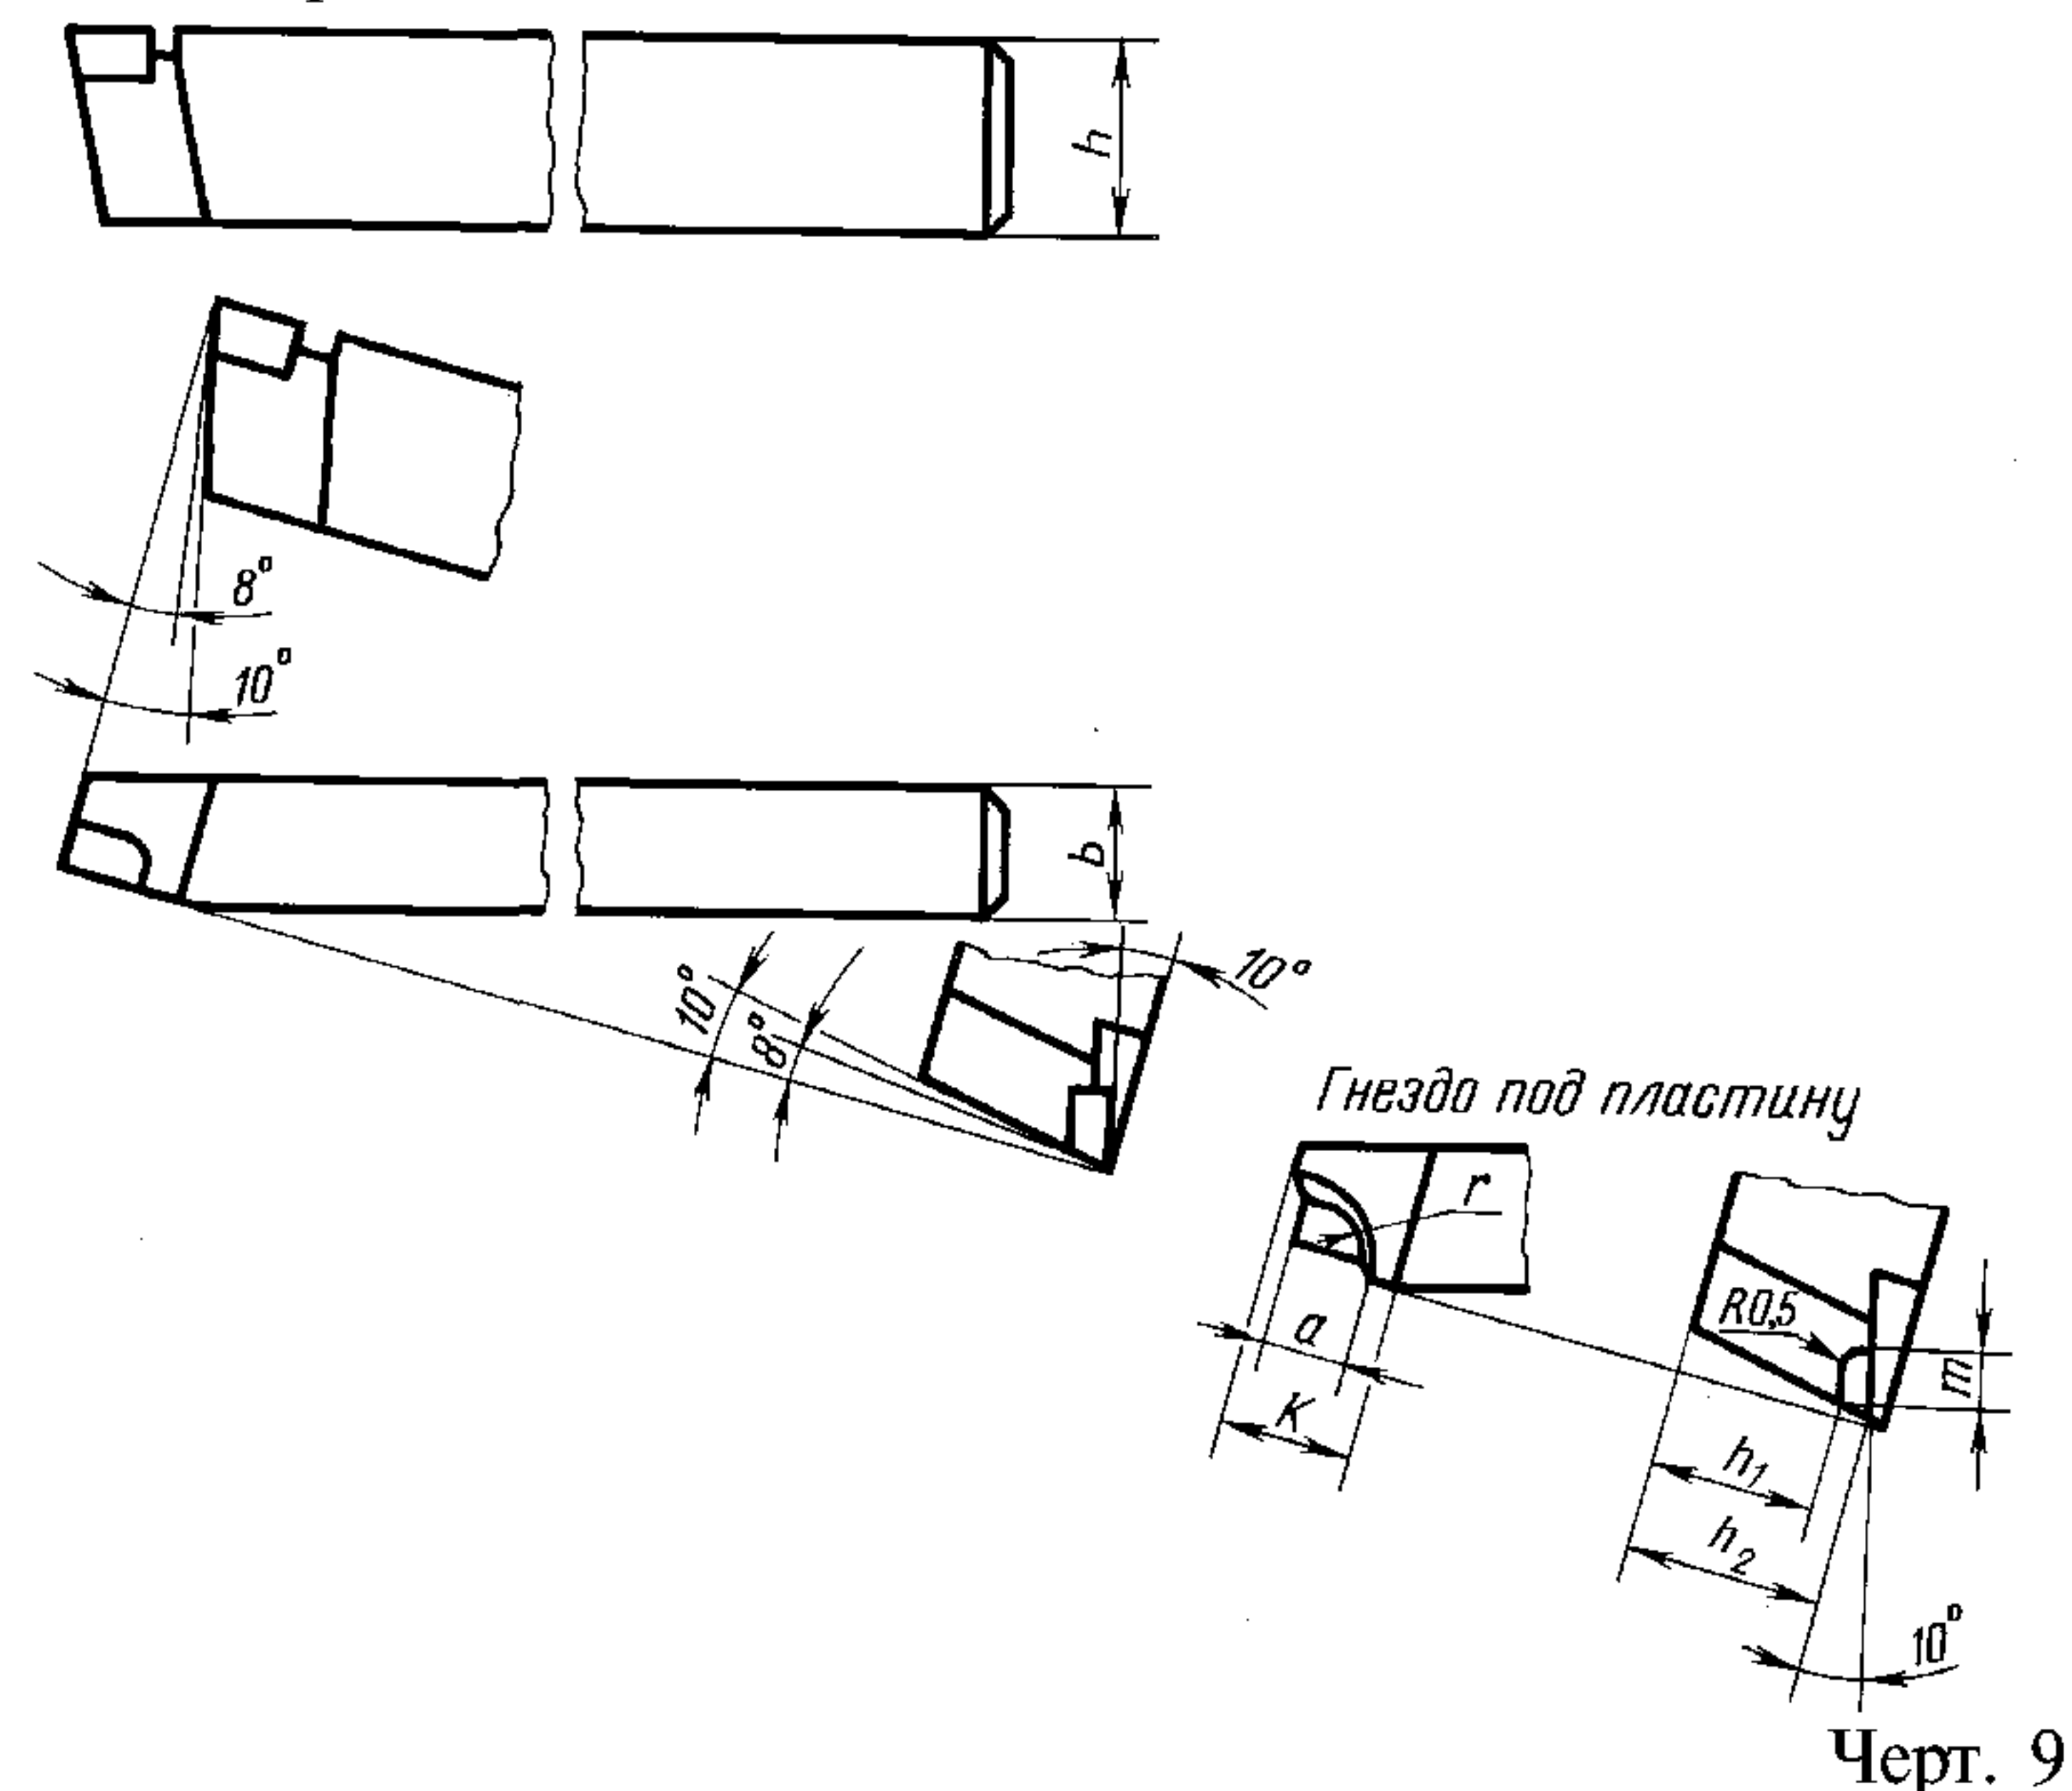 h
8°
10°
b
10°
8°
10°
Гнездо под пластину
r
R0,5
a
m
K
h1
h2
10°
Черт. 9